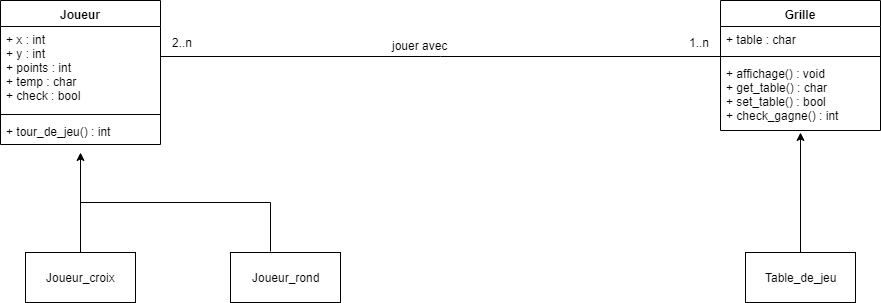 Joueur
+ x : int
+ y : int
+ points : int
+ temp : char
+ check : bool
+ tour_de_jeu() : int
2..n
jouer avec
1..n
Grille
+ table : char
+ affichage() : void
+ get_table() : char
+ set_table() : bool
+ check_gagne() : int
Joueur_croix
Joueur_rond
Table_de_jeu